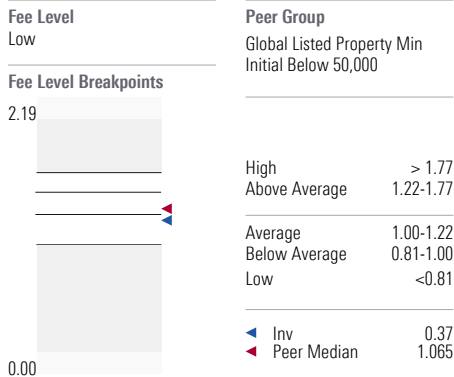 Fee Level
Low
Fee Level Breakpoints
2.19
0.00
Peer Group
Global Listed Property Min
Initial Below 50,000
High > 1.77
Above Average 1.22-1.77
Average 1.00-1.22
Below Average 0.81-1.00
Low <0.81
Inv 0.37
Peer Median 1.065